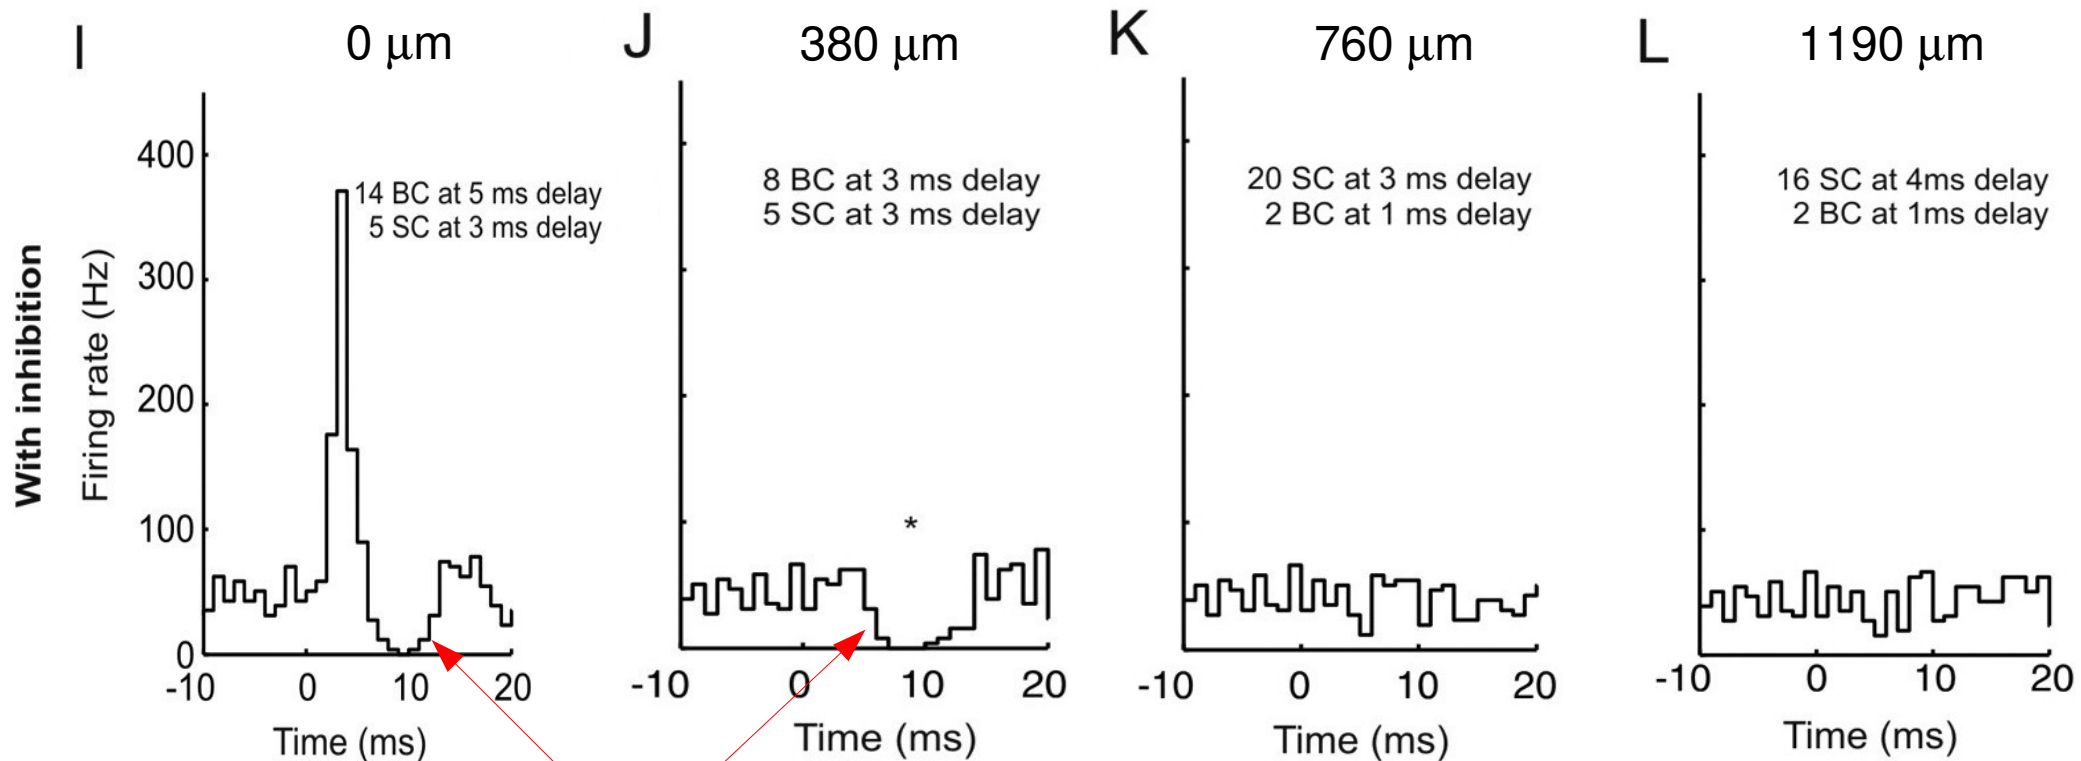 I
0 μm
J
380 μm
K
760 μm
L
1190 μm
With inhibition
Firing rate (Hz)
400
300
200
100
0
14 BC at 5 ms delay
5 SC at 3 ms delay
-10
0
10
20
Time (ms)
8 BC at 3 ms delay
5 SC at 3 ms delay
*
-10
0
10
20
Time (ms)
20 SC at 3 ms delay
2 BC at 1 ms delay
-10
0
10
20
Time (ms)
16 SC at 4ms delay
2 BC at 1ms delay
-10
0
10
20
Time (ms)